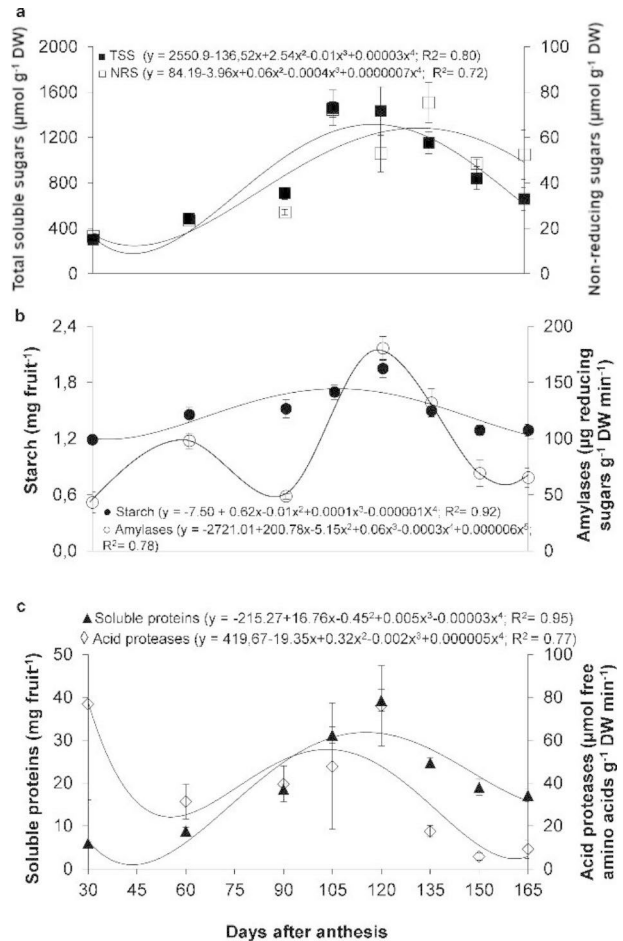 a
■ TSS (y = 2550.9-136,52x+2.54x²-0.01x³+0.00003x⁴; R2= 0.80)
□ NRS (y = 84.19-3.96x+0.06x²-0.0004x³+0.0000007x⁴; R²= 0.72)
Total soluble sugars (µmol g⁻¹ DW)
2000
1600
1200
800
400
0
100
80
60
40
20
0
Non-reducing sugars (µmol g⁻¹ DW)
b
Starch (mg fruit⁻¹)
2,4
1,8
1,2
0,6
0,0
200
150
100
50
0
Amylases (µg reducing
sugars g⁻¹ DW min⁻¹)
● Starch (y = -7.50 + 0.62x-0.01x²+0.0001x³-0.000001X⁴; R²= 0.92)
○ Amylases (y = -2721.01+200.78x-5.15x²+0.06x³-0.0003x⁴+0.000006x⁵;
R²= 0.78)
c
▲ Soluble proteins (y = -215.27+16.76x-0.45²+0.005x³-0.00003x⁴; R²= 0.95)
◇ Acid proteases (y = 419,67-19.35x+0.32x²-0.002x³+0.000005x⁴; R²= 0.77)
Soluble proteins (mg fruit⁻¹)
50
40
30
20
10
0
100
80
60
40
20
0
Acid proteases (µmol free
amino acids g⁻¹ DW min⁻¹)
30 45 60 75 90 105 120 135 150 165
Days after anthesis